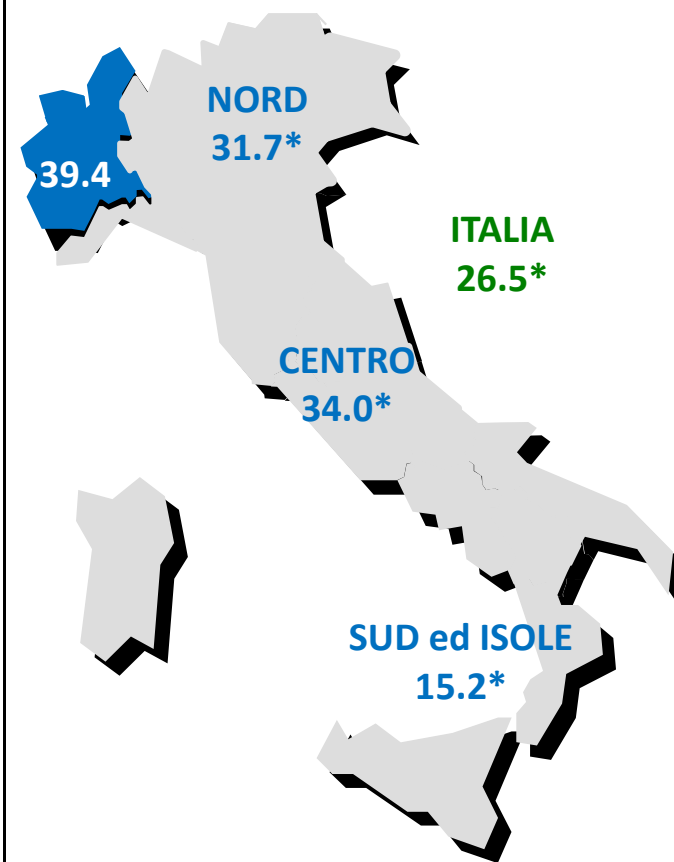 NORD
31.7*
39.4
ITALIA
26.5*
CENTRO
34.0*
SUD ed ISOLE
15.2*